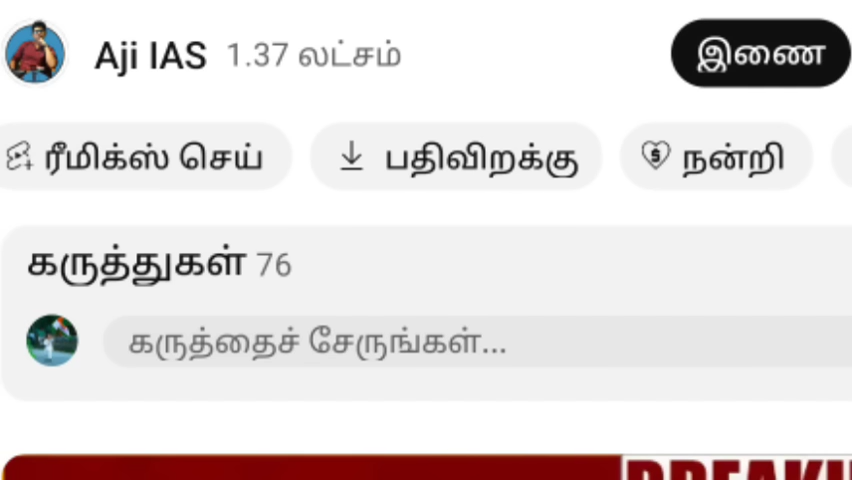 Aji IAS 1.37 லட்சம் இணை
ரீமிக்ஸ் செய் பதிவிறக்கு நன்றி
கருத்துகள் 76
கருத்தைச் சேருங்கள்...